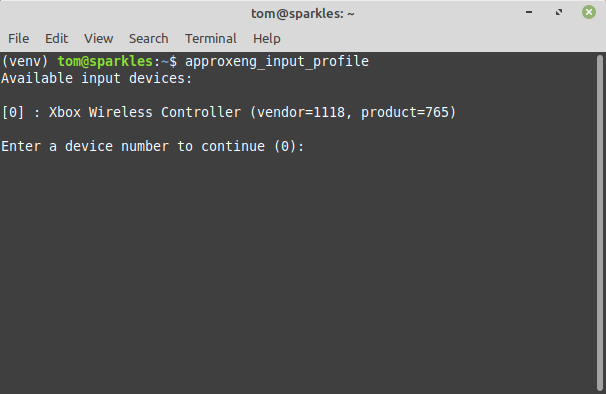 tom@sparkles: ~
File Edit View Search Terminal Help
(venv) tom@sparkles:~$ approxeng_input_profile
Available input devices:
[0] : Xbox Wireless Controller (vendor=1118, product=765)
Enter a device number to continue (0):